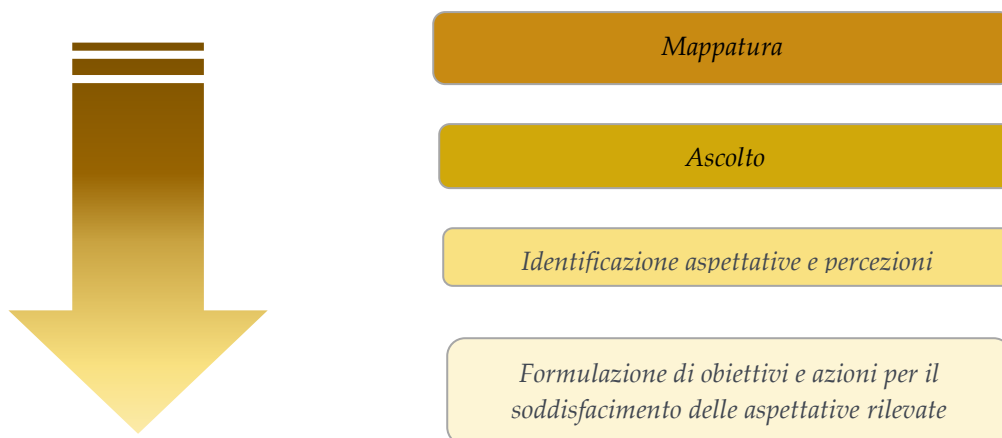 Mappatura
Ascolto
Identificazione aspettative e percezioni
Formulazione di obiettivi e azioni per il
soddisfacimento delle aspettative rilevate